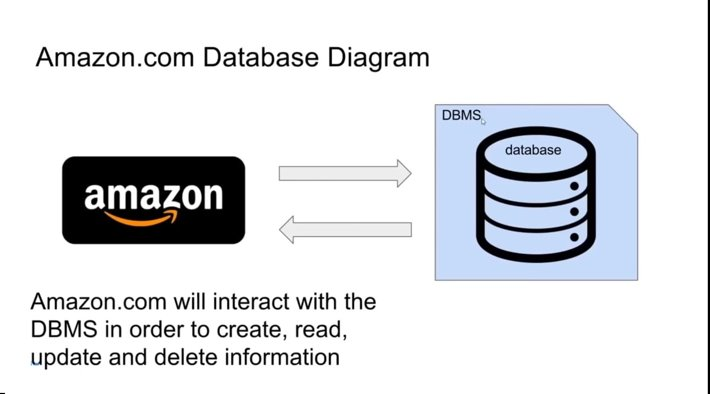 Amazon.com Database Diagram
DBMS
database
amazon
Amazon.com will interact with the
DBMS in order to create, read,
update and delete information